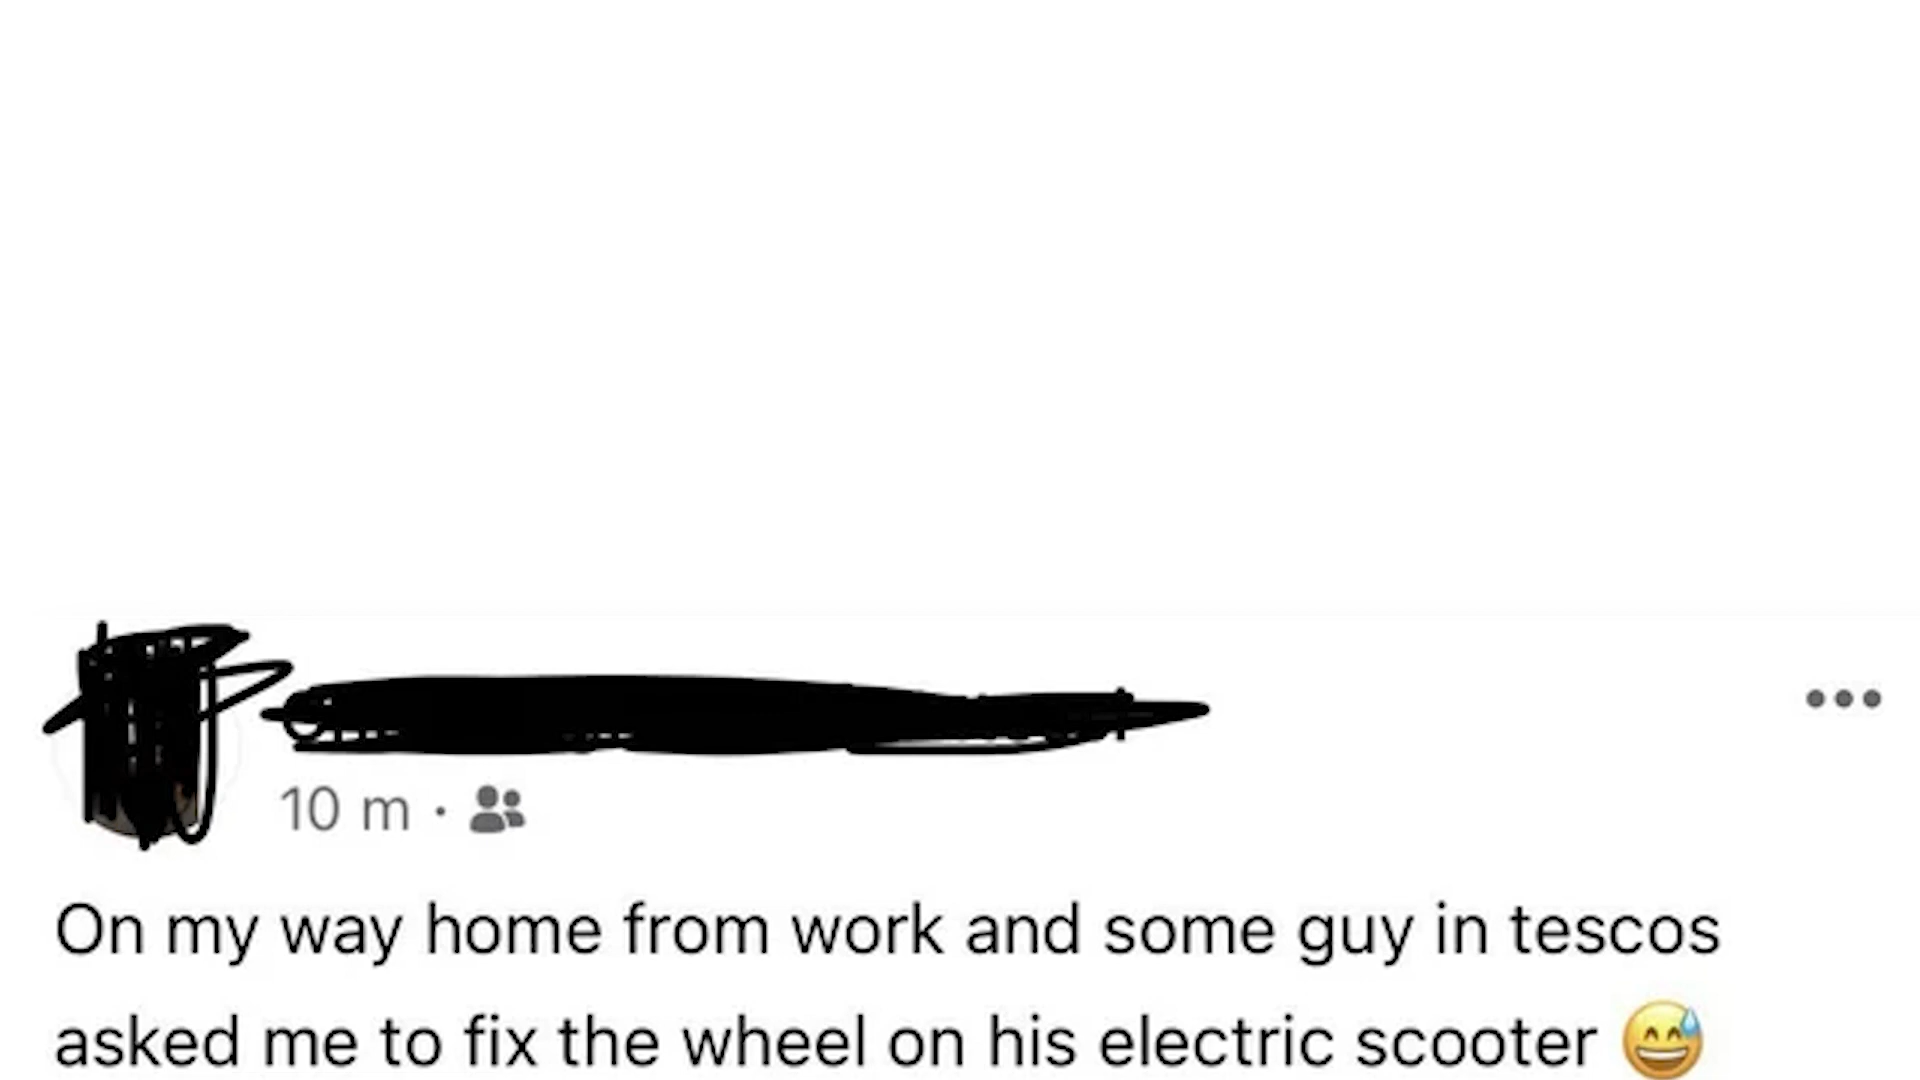 10 m ·
On my way home from work and some guy in tescos
asked me to fix the wheel on his electric scooter 😅